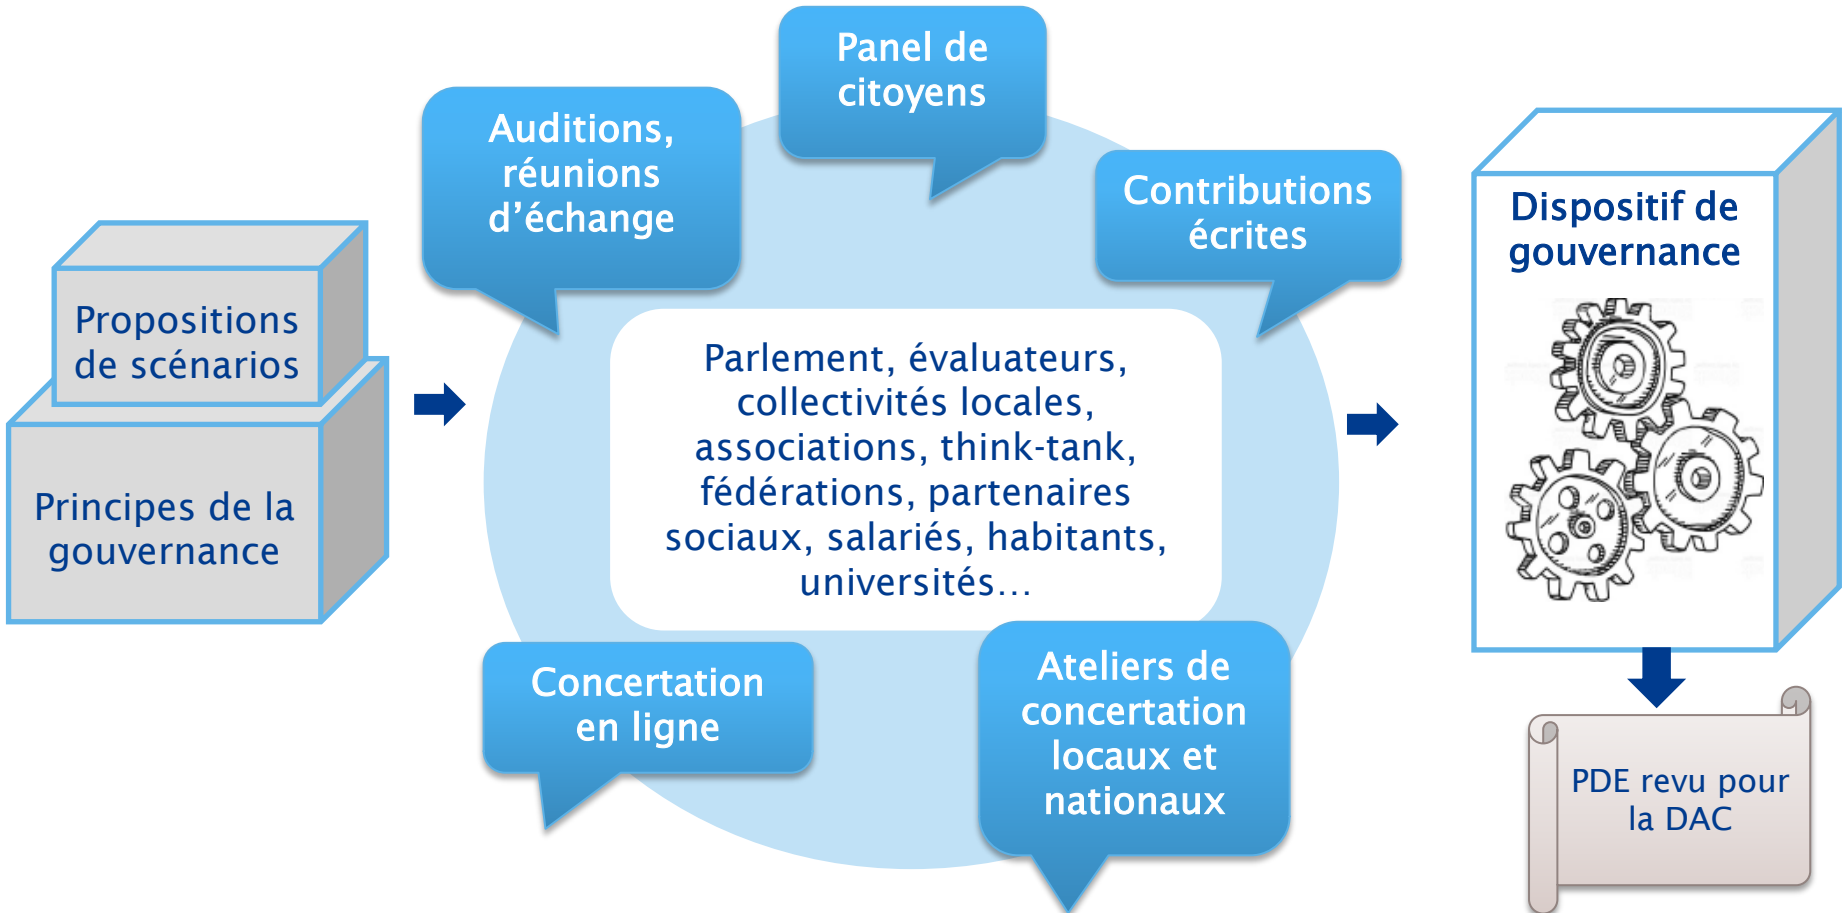 Propositions
de scénarios
Principes de la
gouvernance
Auditions,
réunions
d’échange
Panel de
citoyens
Contributions
écrites
Parlement, évaluateurs,
collectivités locales,
associations, think-tank,
fédérations, partenaires
sociaux, salariés, habitants,
universités…
Concertation
en ligne
Ateliers de
concertation
locaux et
nationaux
Dispositif de
gouvernance
PDE revu pour
la DAC